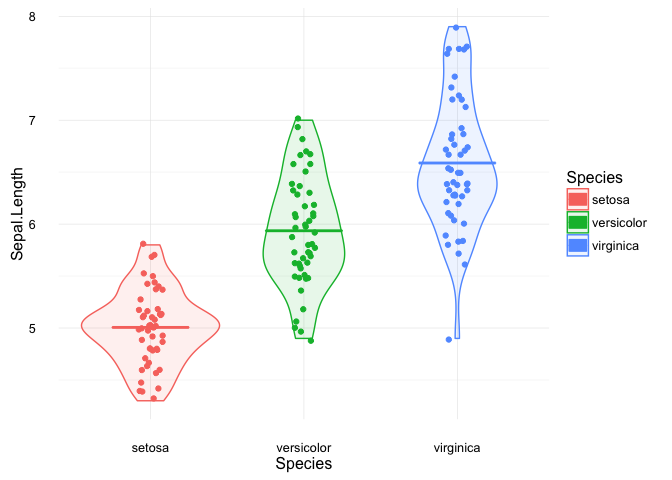 8
7
6
5
Sepal.Length
setosa
versicolor
virginica
Species
Species
setosa
versicolor
virginica